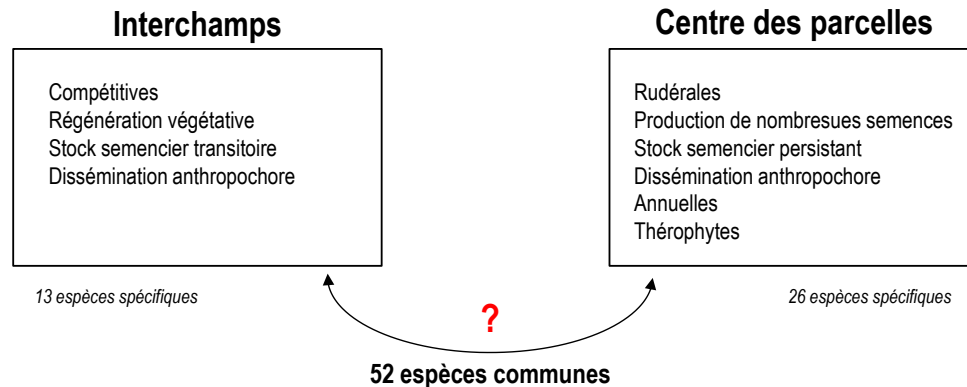 Interchamps
Compétitives
Régénération végétative
Stock semencier transitoire
Dissémination anthropochore
13 espèces spécifiques
Centre des parcelles
Rudérales
Production de nombresues semences
Stock semencier persistant
Dissémination anthropochore
Annuelles
Thérophytes
26 espèces spécifiques
?
52 espèces communes